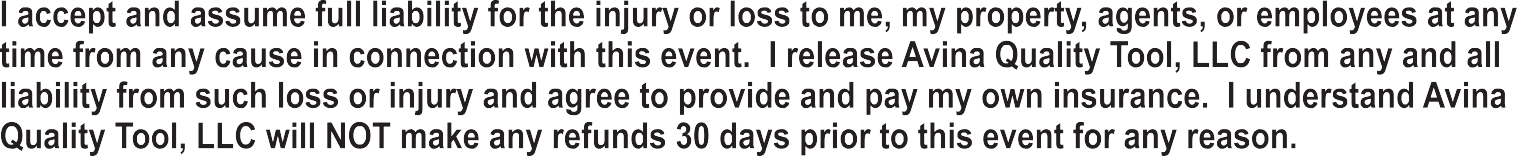 I accept and assume full liability for the injury or loss to me, my property, agents, or employees at any
time from any cause in connection with this event.  I release Avina Quality Tool, LLC from any and all
liability from such loss or injury and agree to provide and pay my own insurance.  I understand Avina
Quality Tool, LLC will NOT make any refunds 30 days prior to this event for any reason.